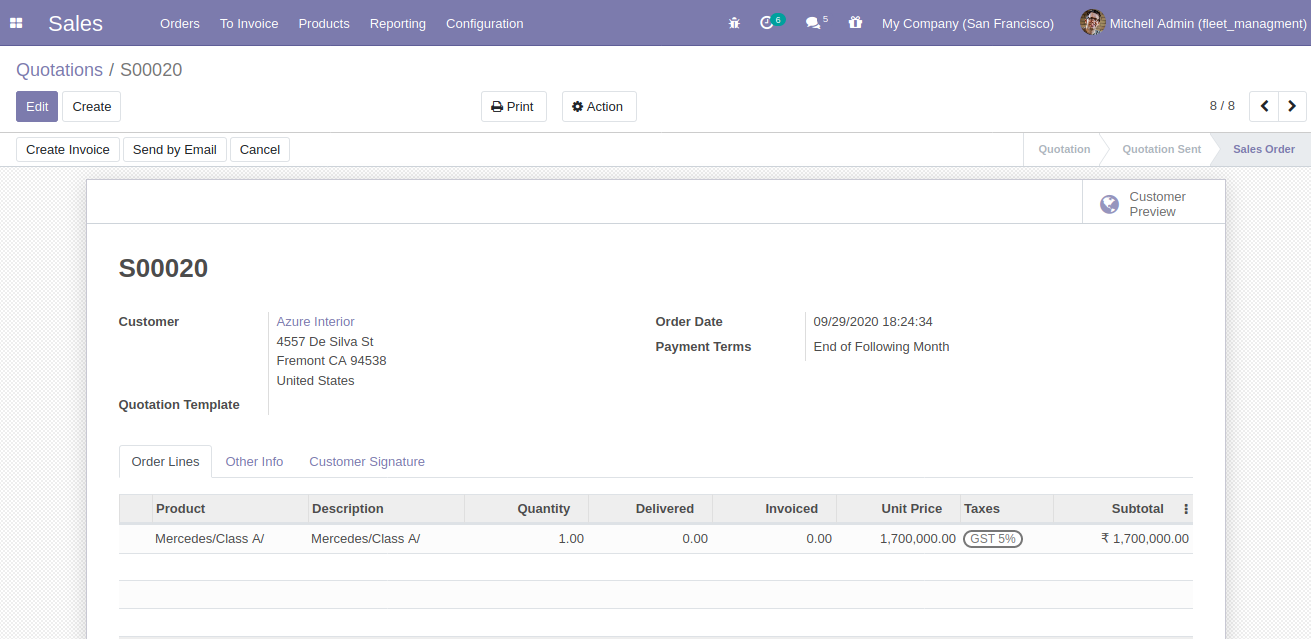 Sales Orders To Invoice Products Reporting Configuration 6 5 My Company (San Francisco) Mitchell Admin (fleet_managment)
Quotations / S00020
Edit Create Print Action 8 / 8
Create Invoice Send by Email Cancel Quotation Quotation Sent Sales Order
Customer
Preview
S00020
Customer Azure Interior Order Date 09/29/2020 18:24:34
4557 De Silva St Payment Terms End of Following Month
Fremont CA 94538
United States
Quotation Template
Order Lines Other Info Customer Signature
Product Description Quantity Delivered Invoiced Unit Price Taxes Subtotal
Mercedes/Class A/ Mercedes/Class A/ 1.00 0.00 0.00 1,700,000.00 GST 5% ₹ 1,700,000.00